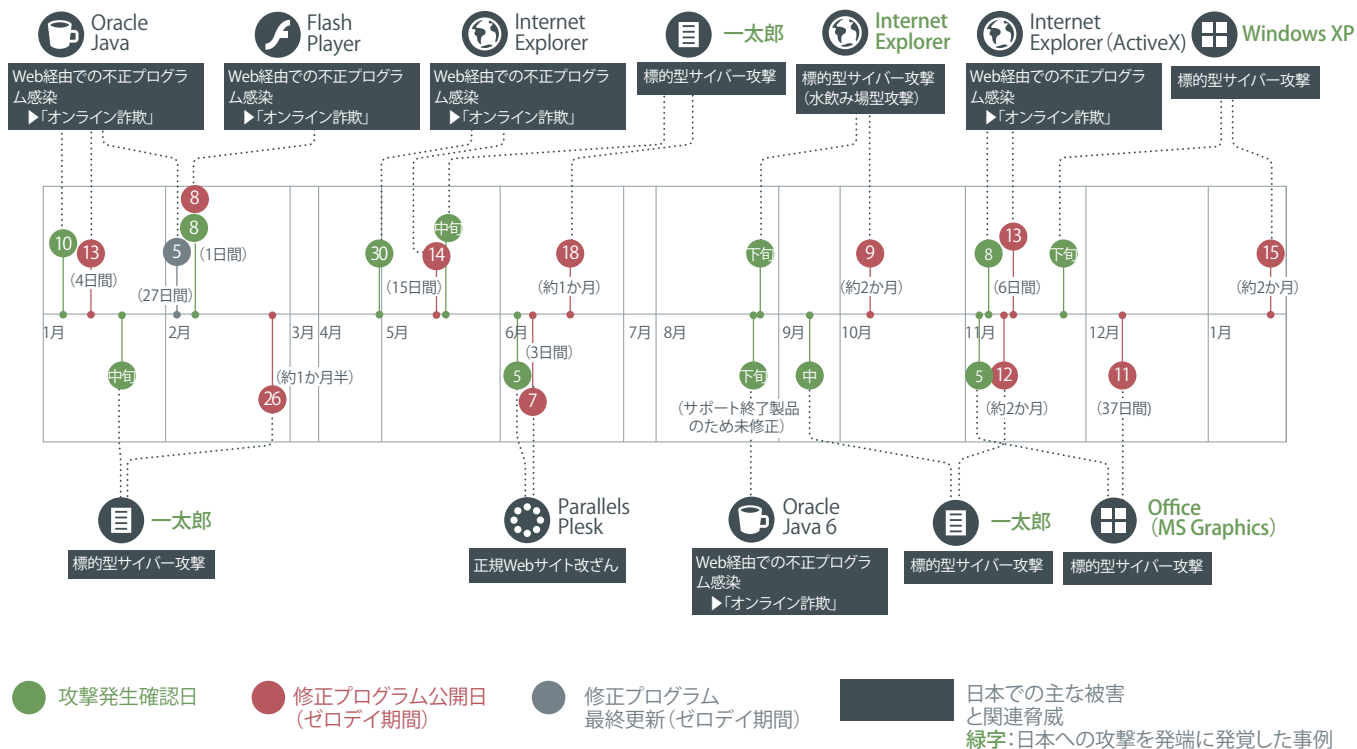 Oracle
Java
Web経由での不正プログラ
ム感染
▶「オンライン詐欺」
Flash
Player
Web経由での不正プログラ
ム感染
▶「オンライン詐欺」
Internet
Explorer
Web経由での不正プログラ
ム感染
▶「オンライン詐欺」
一太郎
標的型サイバー攻撃
Internet
Explorer
標的型サイバー攻撃
（水飲み場型攻撃）
Internet
Explorer（ActiveX）
Web経由での不正プログラ
ム感染
▶「オンライン詐欺」
Windows XP
標的型サイバー攻撃
10
13
（4日間）
5
（27日間）
8
8
（1日間）
30
14
（15日間）
中旬
18
（約1か月）
下旬
9
（約2か月）
8
13
（6日間）
下旬
15
（約2か月）
1月
2月
3月
4月
5月
6月
7月
8月
9月
10月
11月
12月
1月
中旬
26
（約1か月半）
5
（3日間）
7
下旬
（サポート終了製品
のため未修正）
中
5
12
（約2か月）
11
（37日間）
一太郎
標的型サイバー攻撃
Parallels
Plesk
正規Webサイト改ざん
Oracle
Java 6
Web経由での不正プログラ
ム感染
▶「オンライン詐欺」
一太郎
標的型サイバー攻撃
Office
（MS Graphics）
標的型サイバー攻撃
攻撃発生確認日
修正プログラム公開日
（ゼロデイ期間）
修正プログラム
最終更新（ゼロデイ期間）
日本での主な被害
と関連脅威
緑字：日本への攻撃を発端に発覚した事例